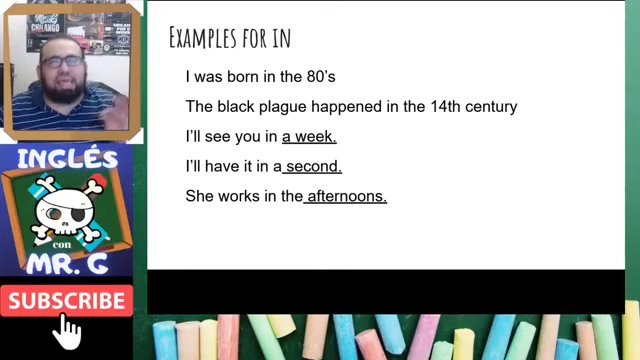 EXAMPLES FOR IN
I was born in the 80's
The black plague happened in the 14th century
I'll see you in a week.
I'll have it in a second.
She works in the afternoons.
CHILANGO
INGLÉS
con
MR. G
SUBSCRIBE